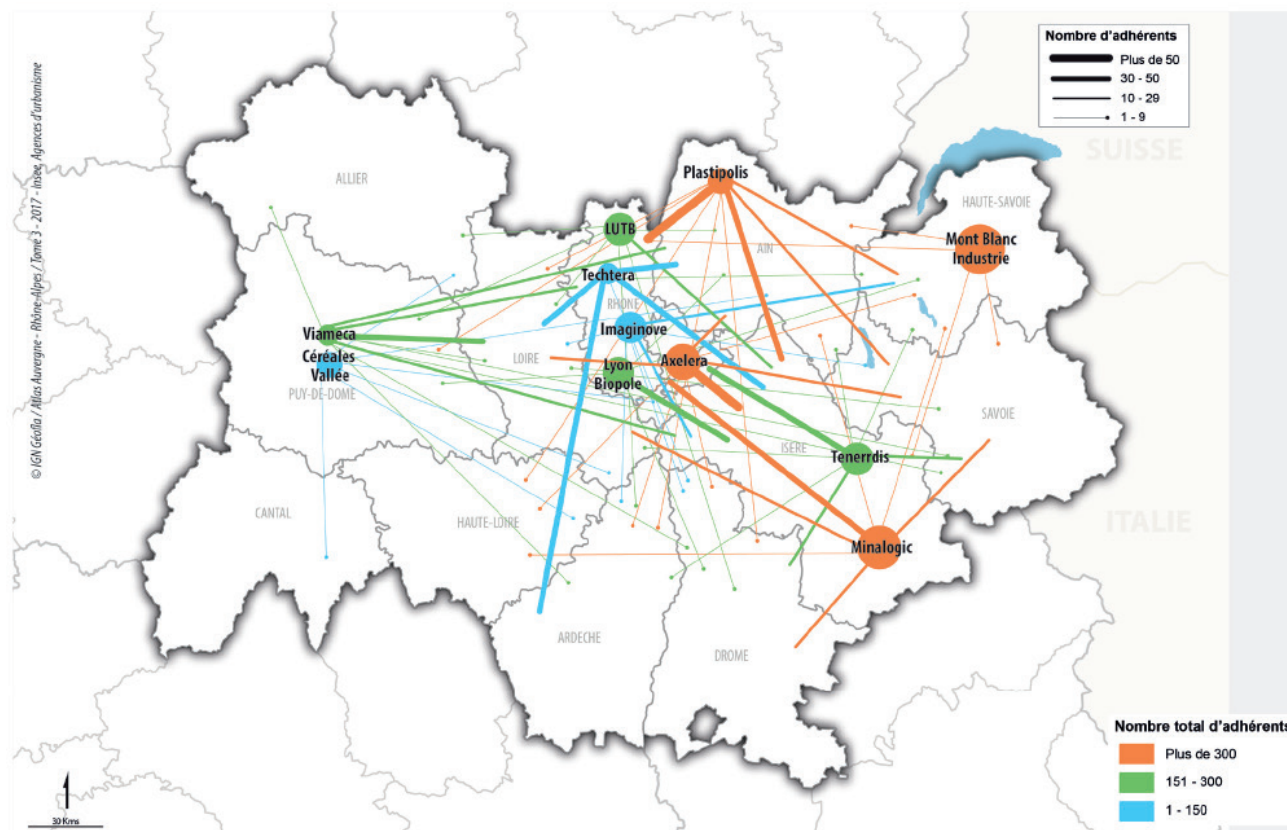 Nombre d'adhérents
Plus de 50
30 - 50
10 - 29
1 - 9
© IGN Géofla / Atlas Auvergne - Rhône-Alpes / Tome 3 - 2017 - Insee, Agences d'urbanisme
SUISSE
ALLIER
Plastipolis
HAUTE-SAVOIE
LUTB
AIN
Mont Blanc
Industrie
Techtera
RHÔNE
Imaginove
Viameca
Céréales
Vallée
LOIRE
Axelera
Lyon
Biopole
PUY-DE-DOME
SAVOIE
ISERE
Tenerrdis
CANTAL
HAUTE-LOIRE
ITALIE
Minalogic
ARDECHE
DROME
Nombre total d'adhérents
Plus de 300
151 - 300
1 - 150
30 Kms